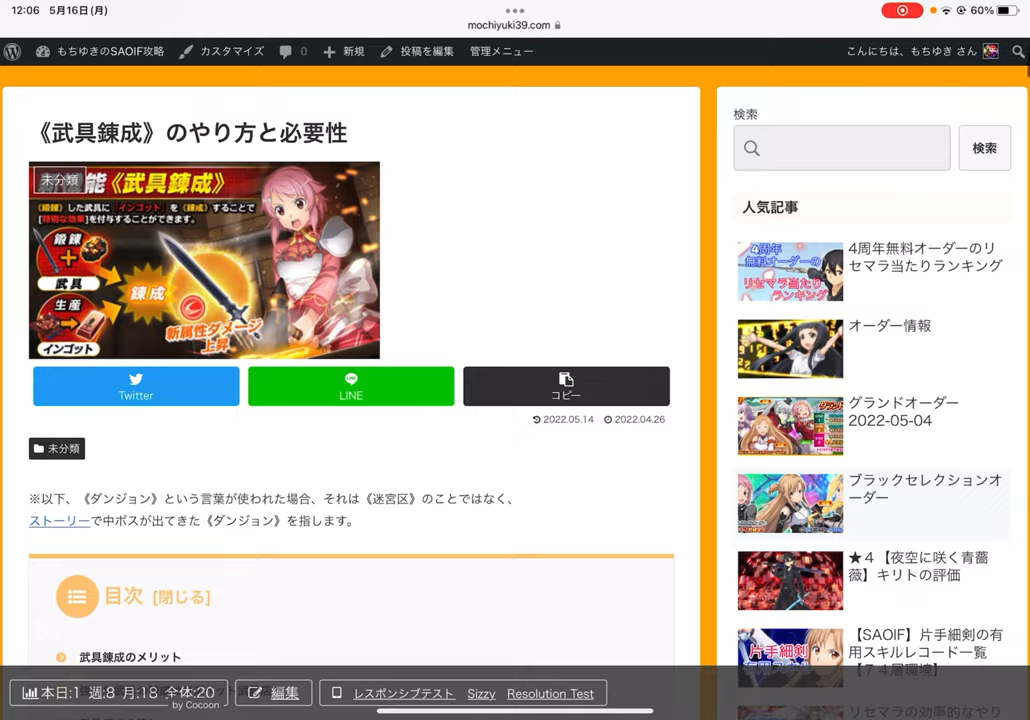 12:06 5月16日(月)
mochiyuki39.com
60%
もちゆきのSAOIF攻略 カスタマイズ 0 新規 投稿を編集 管理メニュー
こんにちは、もちゆき さん
《武具錬成》のやり方と必要性
未分類
能《武具錬成》
《鍛錬》した武具に「インゴット」を《錬成》することで
[特別な効果]を付与することができます。
鍛錬
武具
錬成
生産
インゴット
新属性ダメージ
上昇
Twitter
LINE
コピー
2022.05.14 2022.04.26
未分類
※以下、《ダンジョン》という言葉が使われた場合、それは《迷宮区》のことではなく、
ストーリーで中ボスが出てきた《ダンジョン》を指します。
目次 [閉じる]
武具錬成のメリット
検索
検索
人気記事
4周年
無料オーダーの
リセマラ当たり
ランキング
4周年無料オーダーのリ
セマラ当たりランキング
オーダー情報
グランドオーダー
2022-05-04
ブラックセレクションオ
ーダー
★４【夜空に咲く青薔
薇】キリトの評価
片手細剣
【SAOIF】片手細剣の有
用スキルレコード一覧
【７４層環境】
リセマラの効率的なやり
本日:1 週:8 月:18 全体:20
by Cocoon
編集
レスポンシブテスト Sizzy Resolution Test